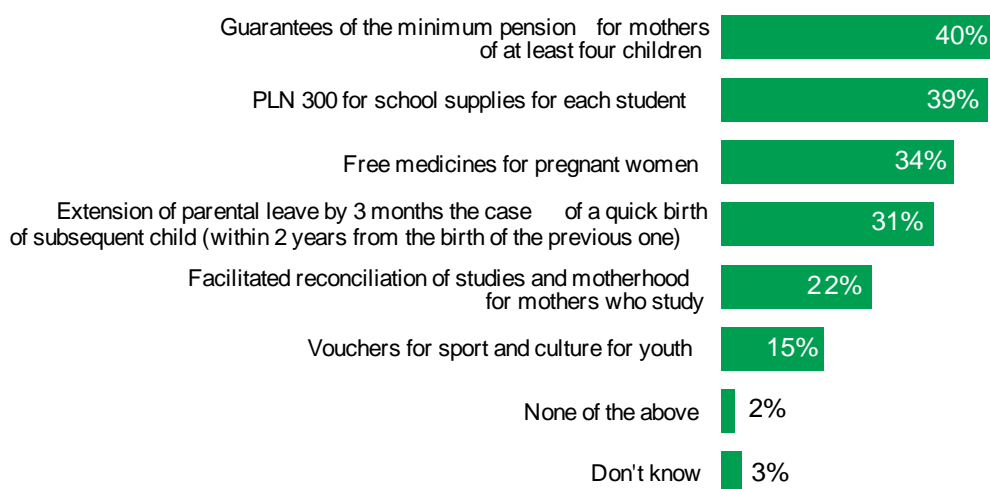 Guarantees of the minimum pension for mothers
of at least four children
40%
PLN 300 for school supplies for each student
39%
Free medicines for pregnant women
34%
Extension of parental leave by 3 months the case of a quick birth
of subsequent child (within 2 years from the birth of the previous one)
31%
Facilitated reconciliation of studies and motherhood
for mothers who study
22%
Vouchers for sport and culture for youth
15%
None of the above
2%
Don't know
3%